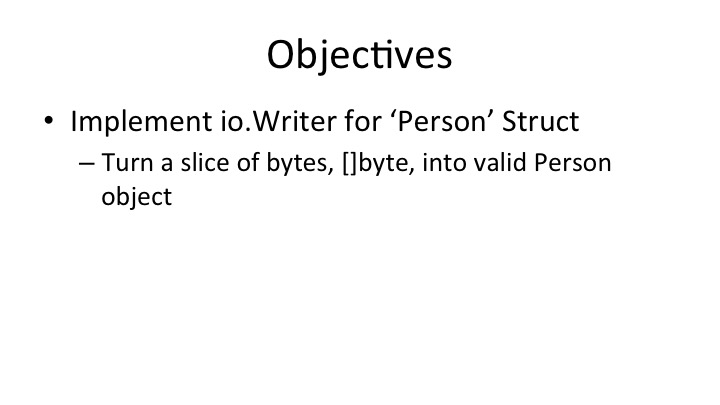 Objectives
• Implement io.Writer for ‘Person’ Struct
– Turn a slice of bytes, []byte, into valid Person
object